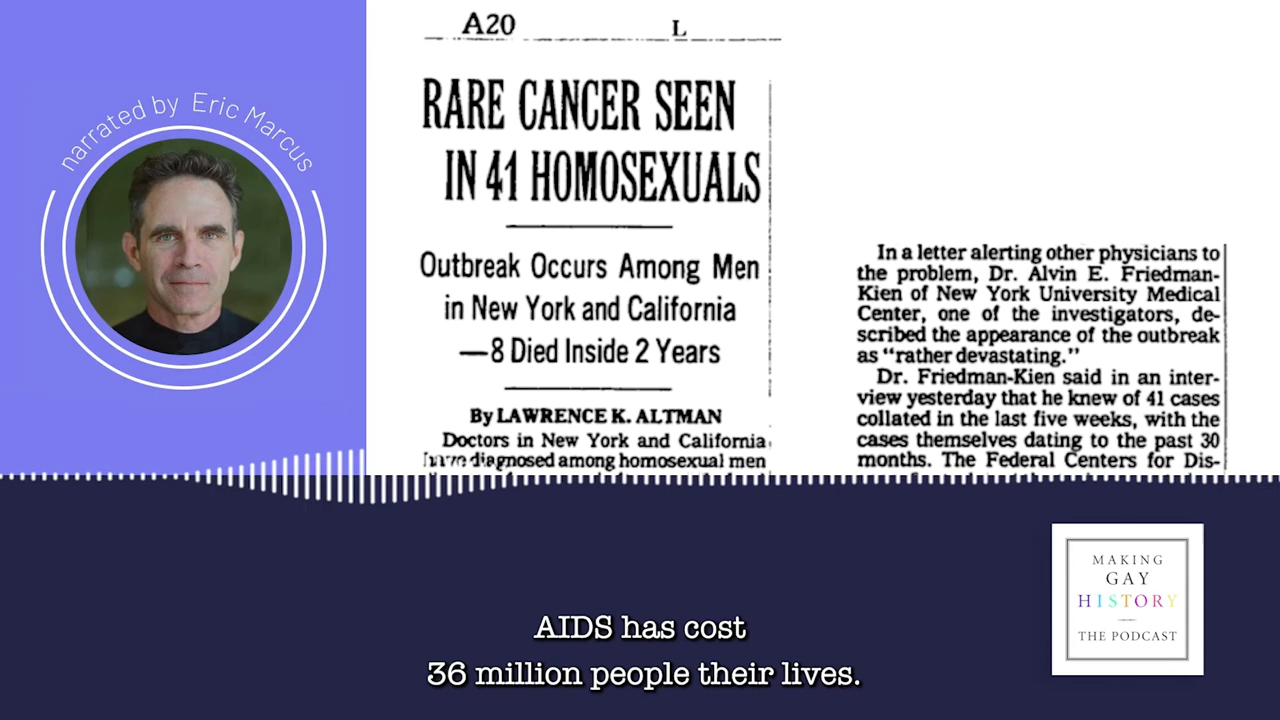 narrated by Eric Marcus
A20 L
RARE CANCER SEEN
IN 41 HOMOSEXUALS
Outbreak Occurs Among Men
in New York and California
—8 Died Inside 2 Years
By LAWRENCE K. ALTMAN
Doctors in New York and California
have diagnosed among homosexual men
In a letter alerting other physicians to
the problem, Dr. Alvin E. Friedman-
Kien of New York University Medical
Center, one of the investigators, de-
scribed the appearance of the outbreak
as “rather devastating.”
Dr. Friedman-Kien said in an inter-
view yesterday that he knew of 41 cases
collated in the last five weeks, with the
cases themselves dating to the past 30
months. The Federal Centers for Dis-
AIDS has cost
36 million people their lives.
MAKING
GAY
HISTORY
THE PODCAST